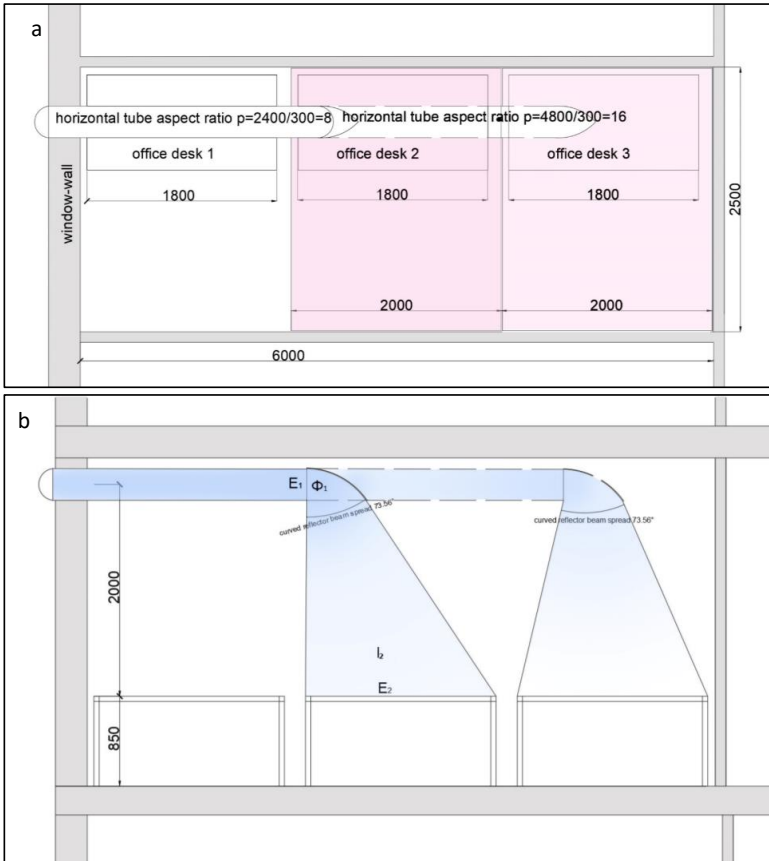 a
horizontal tube aspect ratio p=2400/300=8
horizontal tube aspect ratio p=4800/300=16
office desk 1
office desk 2
office desk 3
window-wall
1800
1800
1800
2500
2000
2000
6000
b
E₁
Φ₁
curved reflector beam spread 73.56°
curved reflector beam spread 73.56°
2000
I₂
E₂
850